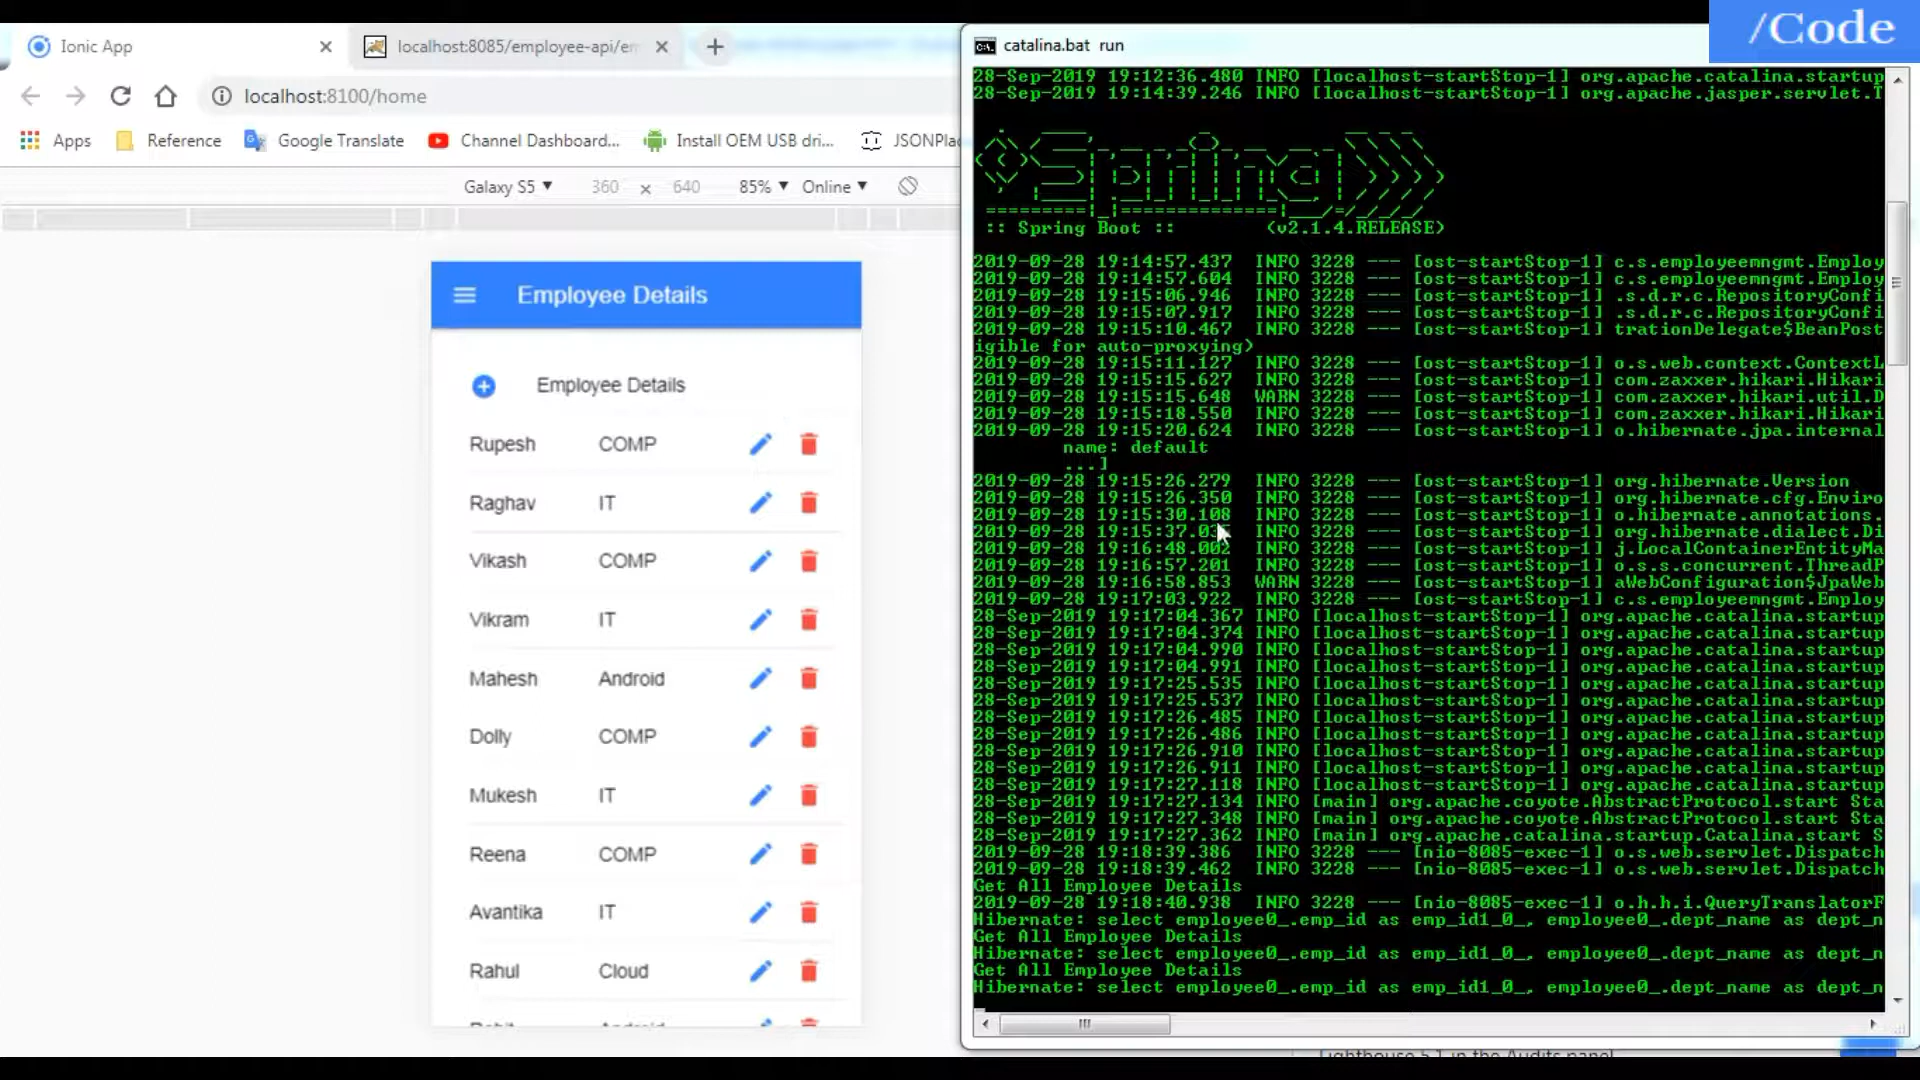 /Code
Ionic App
localhost:8085/employee-api/em
localhost:8100/home
Apps
Reference
Google Translate
Channel Dashboard...
Install OEM USB dri...
JSONPlac
Galaxy S5
360 x 640
85%
Online
Employee Details
Employee Details
Rupesh COMP
Raghav IT
Vikash COMP
Vikram IT
Mahesh Android
Dolly COMP
Mukesh IT
Reena COMP
Avantika IT
Rahul Cloud
catalina.bat run
28-Sep-2019 19:12:36.480 INFO [localhost-startStop-1] org.apache.catalina.startup
28-Sep-2019 19:14:39.246 INFO [localhost-startStop-1] org.apache.jasper.servlet.T
Spring
:: Spring Boot :: (v2.1.4.RELEASE)
2019-09-28 19:14:57.437 INFO 3228 --- [ost-startStop-1] c.s.employeemngmt.Employ
2019-09-28 19:14:57.604 INFO 3228 --- [ost-startStop-1] c.s.employeemngmt.Employ
2019-09-28 19:15:06.946 INFO 3228 --- [ost-startStop-1] .s.d.r.c.RepositoryConfi
2019-09-28 19:15:07.917 INFO 3228 --- [ost-startStop-1] .s.d.r.c.RepositoryConfi
2019-09-28 19:15:10.467 INFO 3228 --- [ost-startStop-1] trationDelegate$BeanPost
igible for auto-proxying)
2019-09-28 19:15:11.127 INFO 3228 --- [ost-startStop-1] o.s.web.context.ContextL
2019-09-28 19:15:15.627 INFO 3228 --- [ost-startStop-1] com.zaxxer.hikari.Hikari
2019-09-28 19:15:15.648 WARN 3228 --- [ost-startStop-1] com.zaxxer.hikari.util.D
2019-09-28 19:15:18.550 INFO 3228 --- [ost-startStop-1] com.zaxxer.hikari.Hikari
2019-09-28 19:15:20.624 INFO 3228 --- [ost-startStop-1] o.hibernate.jpa.internal
name: default
...]
2019-09-28 19:15:26.279 INFO 3228 --- [ost-startStop-1] org.hibernate.Version
2019-09-28 19:15:26.350 INFO 3228 --- [ost-startStop-1] org.hibernate.cfg.Enviro
2019-09-28 19:15:30.108 INFO 3228 --- [ost-startStop-1] o.hibernate.annotations.
2019-09-28 INFO 3228 --- [ost-startStop-1] org.hibernate.dialect.Di
2019-09-28 19:16:48.002 INFO 3228 --- [ost-startStop-1] j.LocalContainerEntityMa
2019-09-28 19:16:57.201 INFO 3228 --- [ost-startStop-1] o.s.s.concurrent.ThreadP
2019-09-28 19:16:58.853 WARN 3228 --- [ost-startStop-1] aWebConfiguration$JpaWeb
2019-09-28 19:17:03.922 INFO 3228 --- [ost-startStop-1] c.s.employeemngmt.Employ
28-Sep-2019 19:17:04.367 INFO [localhost-startStop-1] org.apache.catalina.startup
28-Sep-2019 19:17:04.374 INFO [localhost-startStop-1] org.apache.catalina.startup
28-Sep-2019 19:17:04.990 INFO [localhost-startStop-1] org.apache.catalina.startup
28-Sep-2019 19:17:04.991 INFO [localhost-startStop-1] org.apache.catalina.startup
28-Sep-2019 19:17:25.535 INFO [localhost-startStop-1] org.apache.catalina.startup
28-Sep-2019 19:17:25.537 INFO [localhost-startStop-1] org.apache.catalina.startup
28-Sep-2019 19:17:26.485 INFO [localhost-startStop-1] org.apache.catalina.startup
28-Sep-2019 19:17:26.486 INFO [localhost-startStop-1] org.apache.catalina.startup
28-Sep-2019 19:17:26.910 INFO [localhost-startStop-1] org.apache.catalina.startup
28-Sep-2019 19:17:26.911 INFO [localhost-startStop-1] org.apache.catalina.startup
28-Sep-2019 19:17:27.118 INFO [localhost-startStop-1] org.apache.catalina.startup
28-Sep-2019 19:17:27.134 INFO [main] org.apache.coyote.AbstractProtocol.start Sta
28-Sep-2019 19:17:27.348 INFO [main] org.apache.coyote.AbstractProtocol.start Sta
28-Sep-2019 19:17:27.362 INFO [main] org.apache.catalina.startup.Catalina.start S
2019-09-28 19:18:39.386 INFO 3228 --- [nio-8085-exec-1] o.s.web.servlet.Dispatch
2019-09-28 19:18:39.462 INFO 3228 --- [nio-8085-exec-1] o.s.web.servlet.Dispatch
Get All Employee Details
2019-09-28 19:18:40.938 INFO 3228 --- [nio-8085-exec-1] o.h.h.i.QueryTranslatorF
Hibernate: select employee0_.emp_id as emp_id1_0_, employee0_.dept_name as dept_n
Get All Employee Details
Hibernate: select employee0_.emp_id as emp_id1_0_, employee0_.dept_name as dept_n
Get All Employee Details
Hibernate: select employee0_.emp_id as emp_id1_0_, employee0_.dept_name as dept_n